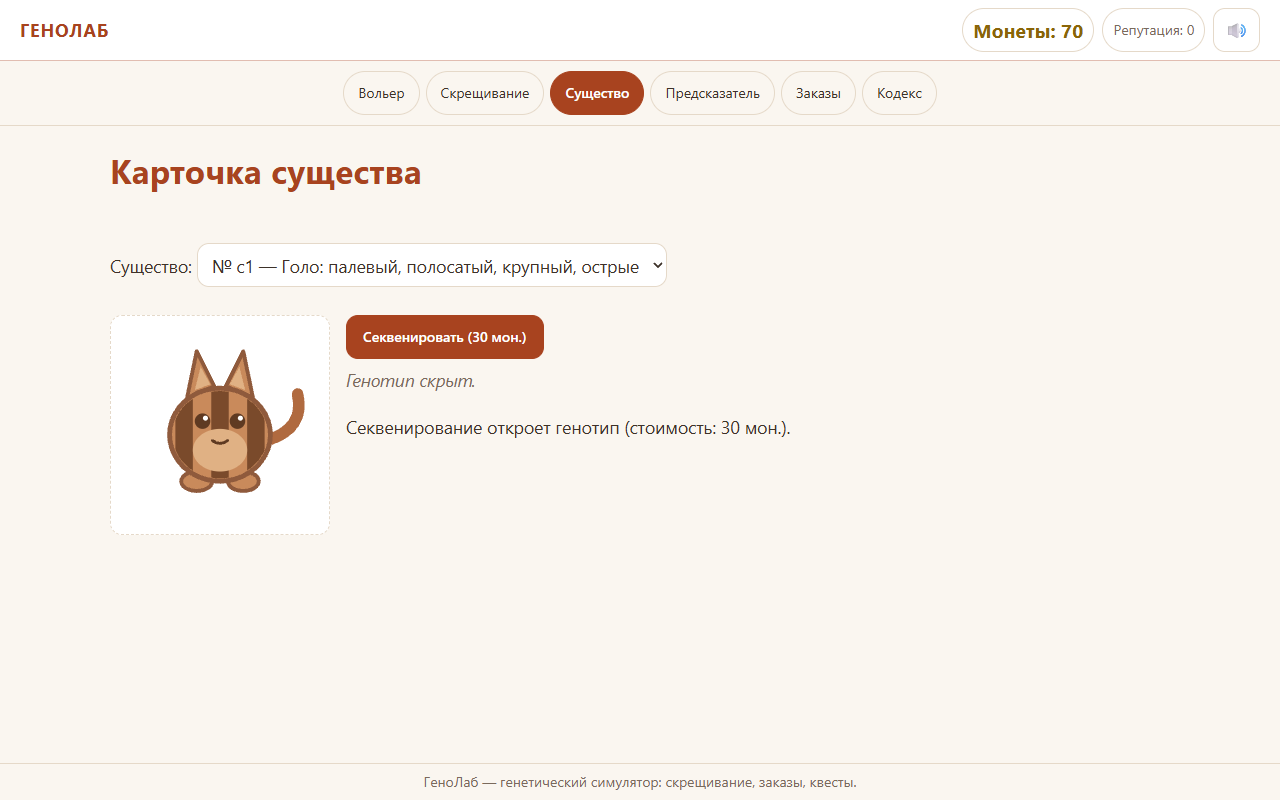 ГЕНОЛАБ
Монеты: 70
Репутация: 0
Вольер
Скрещивание
Существо
Предсказатель
Заказы
Кодекс
Карточка существа
Существо: № c1 — Голо: палевый, полосатый, крупный, острые
Секвенировать (30 мон.)
Генотип скрыт.
Секвенирование откроет генотип (стоимость: 30 мон.).
ГеноЛаб — генетический симулятор: скрещивание, заказы, квесты.